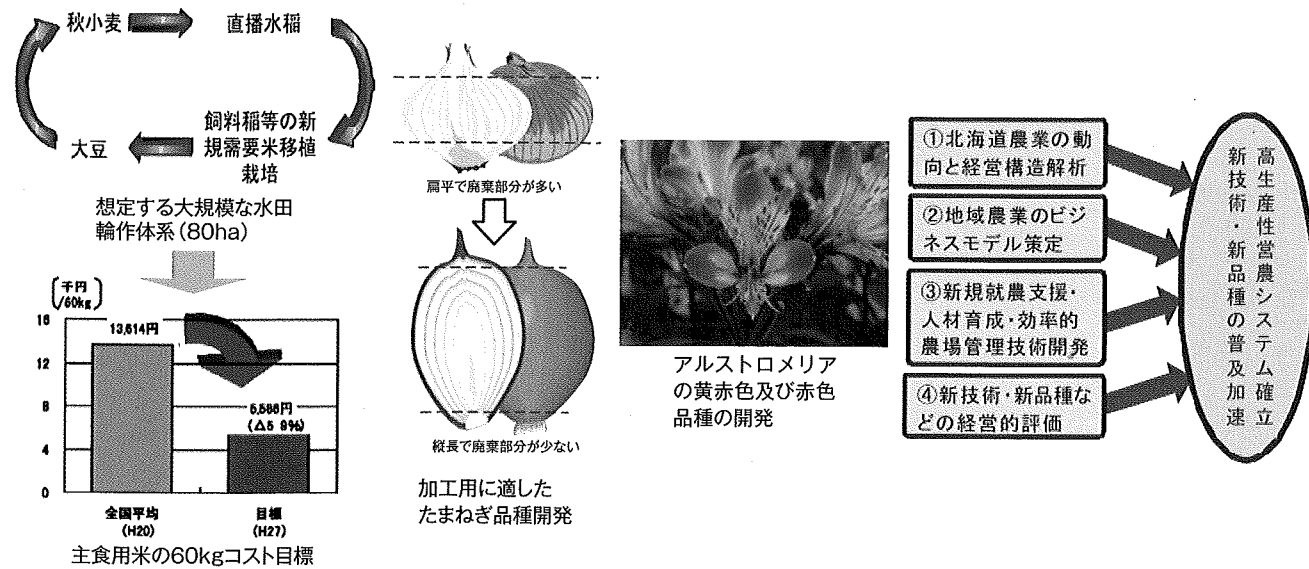 秋小麦
直播水稲
大豆
飼料稲等の新
規需要米移植
栽培
想定する大規模な水田
輪作体系(80ha)
千円
/60kg
16
12
8
4
0
13,614円
5,586円
(△59%)
全国平均
(H20)
目標
(H27)
主食用米の60kgコスト目標
扁平で廃棄部分が多い
縦長で廃棄部分が少ない
加工用に適した
たまねぎ品種開発
アルストロメリア
の黄赤色及び赤色
品種の開発
①北海道農業の動
向と経営構造解析
②地域農業のビジ
ネスモデル策定
③新規就農支援・
人材育成・効率的
農場管理技術開発
④新技術・新品種な
どの経営的評価
高生産性営農システム確立
新技術・新品種の普及加速